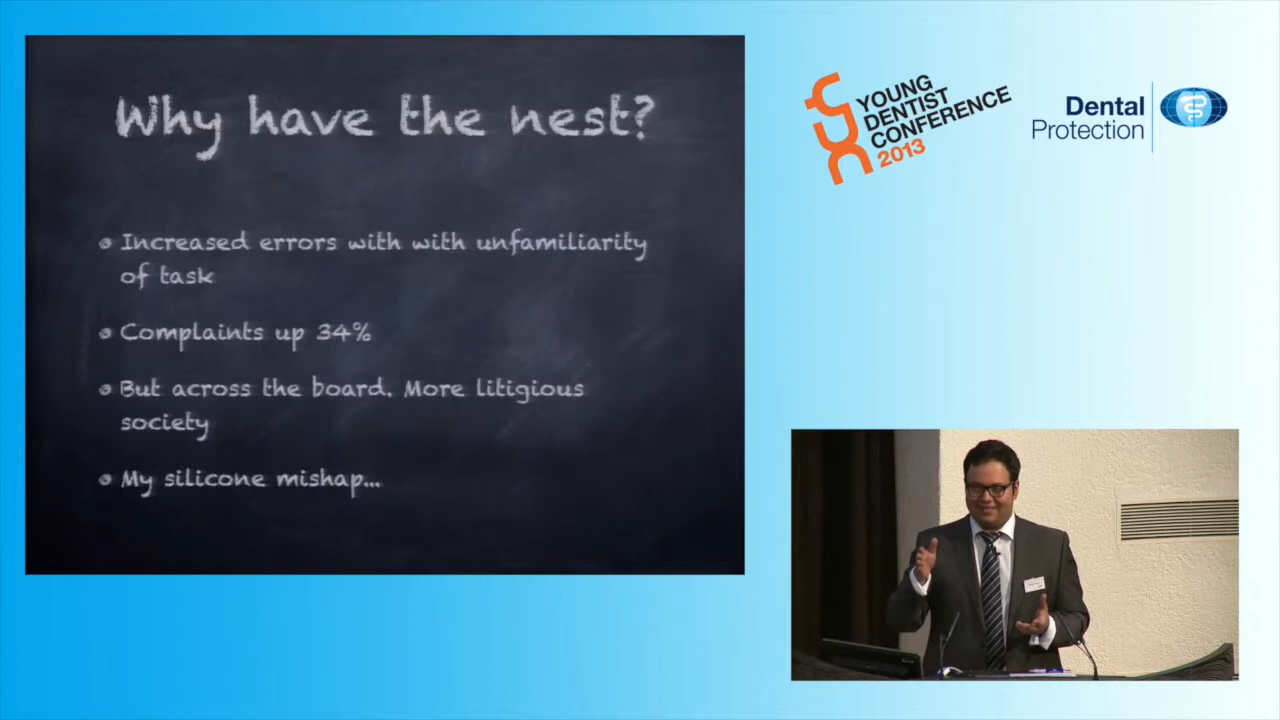 Why have the nest?
Increased errors with with unfamiliarity
of task
Complaints up 34%
But across the board. More litigious
society
My silicone mishap...
YOUNG
DENTIST
CONFERENCE
2013
Dental
Protection